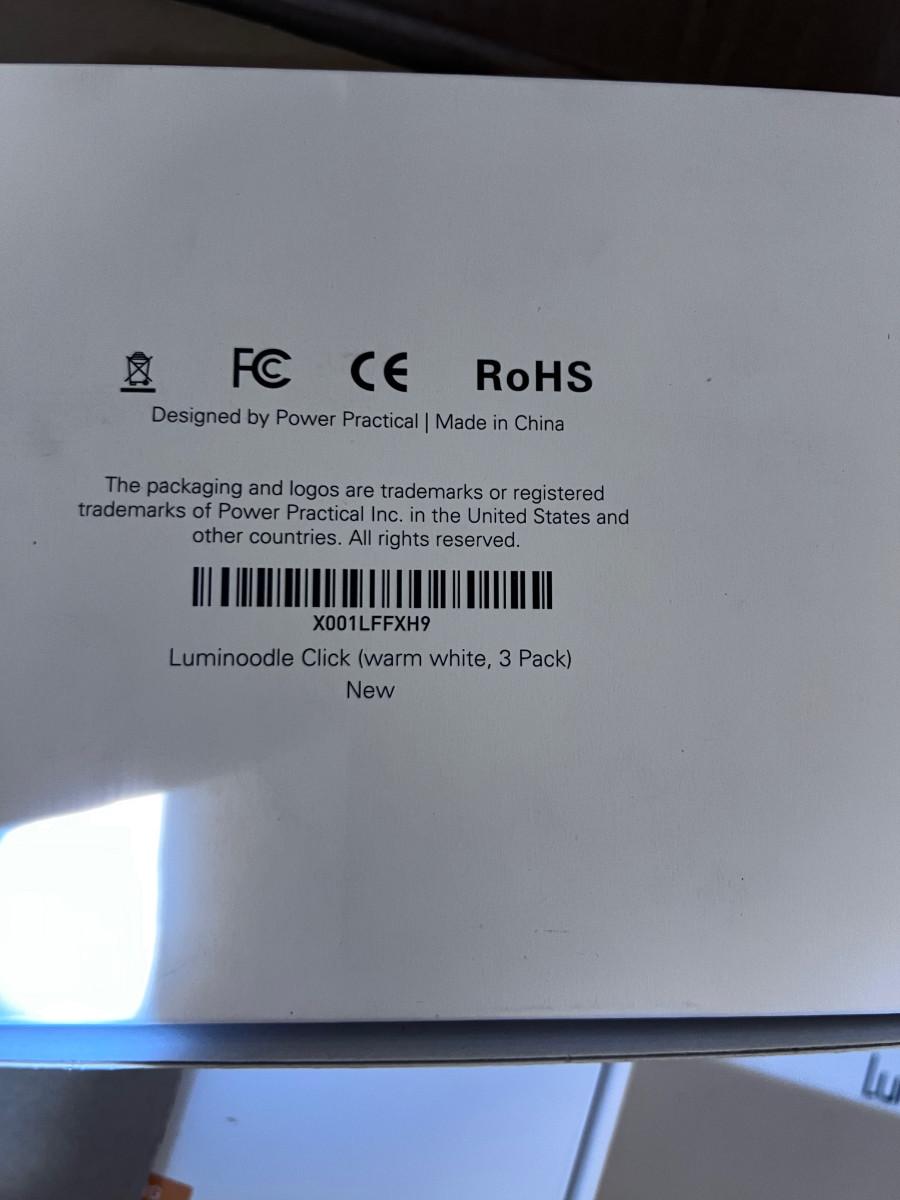 FC CE RoHS
Designed by Power Practical | Made in China
The packaging and logos are trademarks or registered
trademarks of Power Practical Inc. in the United States and
other countries. All rights reserved.
X001LFFXH9
Luminoodle Click (warm white, 3 Pack)
New